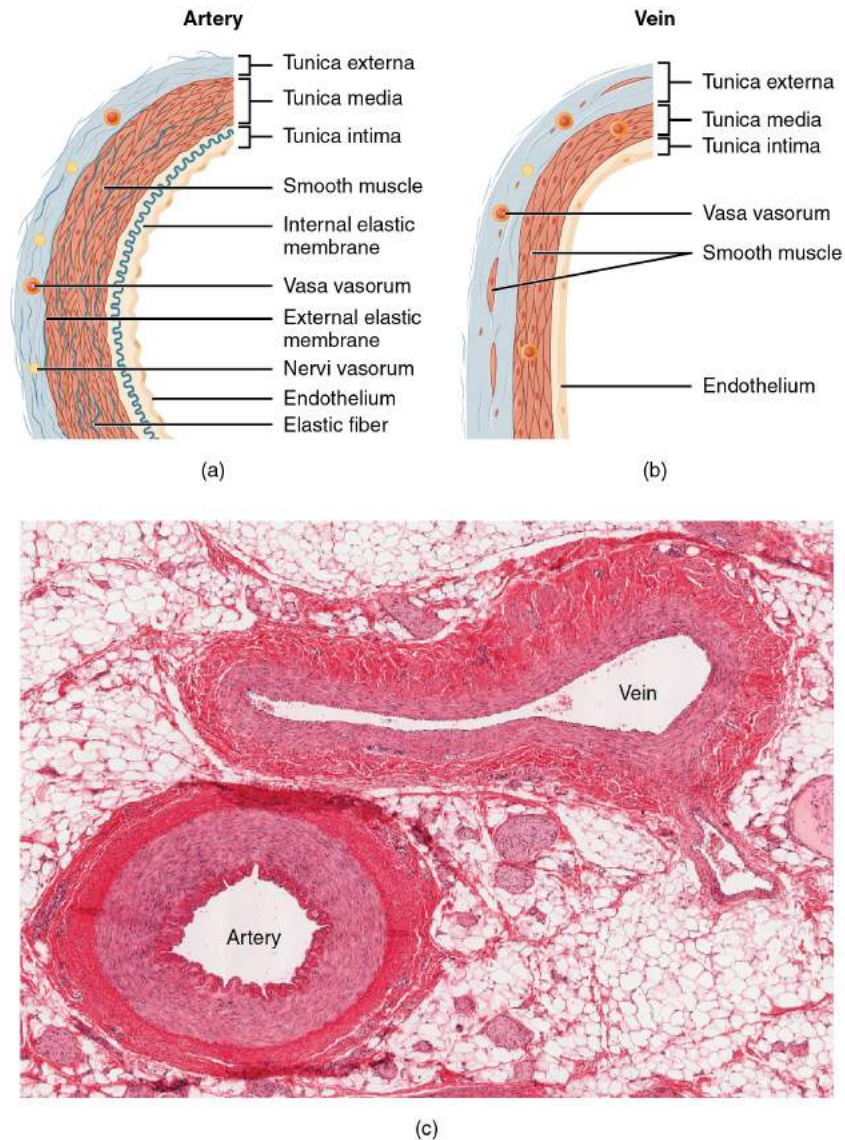 Artery
Tunica externa
Tunica media
Tunica intima
Smooth muscle
Internal elastic
membrane
Vasa vasorum
External elastic
membrane
Nervi vasorum
Endothelium
Elastic fiber
(a)
Vein
Tunica externa
Tunica media
Tunica intima
Vasa vasorum
Smooth muscle
Endothelium
(b)
Vein
Artery
(c)